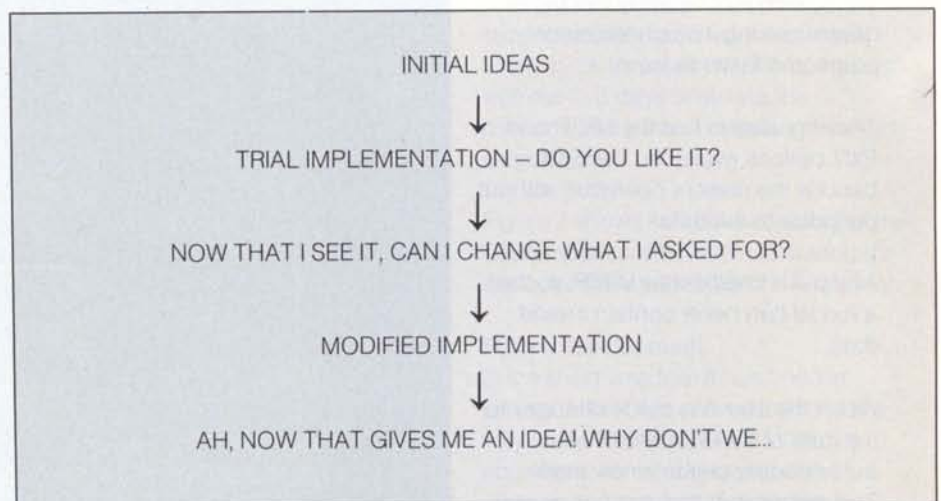 INITIAL IDEAS
TRIAL IMPLEMENTATION – DO YOU LIKE IT?
NOW THAT I SEE IT, CAN I CHANGE WHAT I ASKED FOR?
MODIFIED IMPLEMENTATION
AH, NOW THAT GIVES ME AN IDEA! WHY DON'T WE...